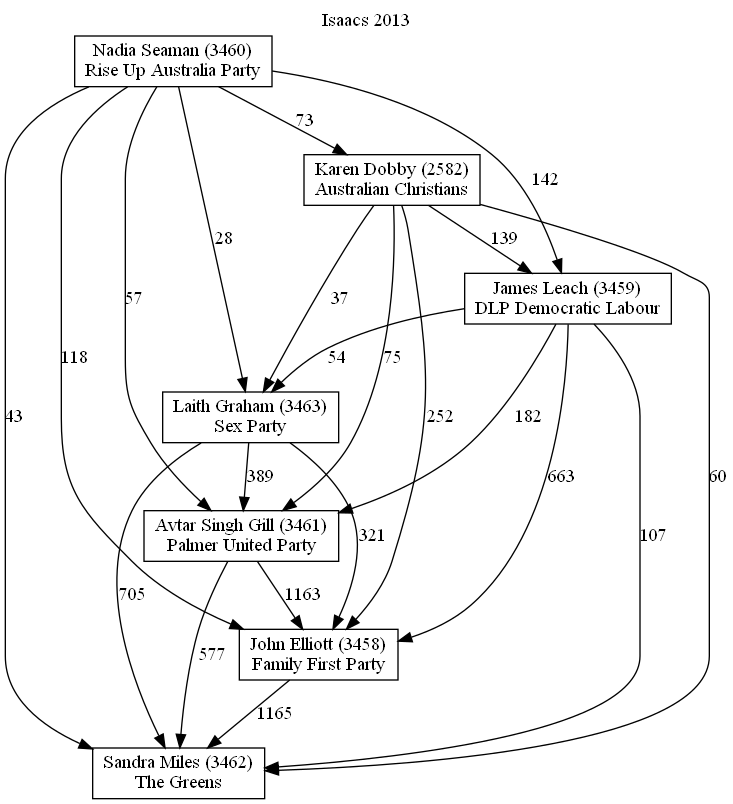 Isaacs 2013
Nadia Seaman (3460)
Rise Up Australia Party
73
Karen Dobby (2582)
Australian Christians
142
28
139
James Leach (3459)
DLP Democratic Labour
57
37
118
54
75
Laith Graham (3463)
Sex Party
43
252
182
389
663
60
Avtar Singh Gill (3461)
Palmer United Party
321
107
705
1163
John Elliott (3458)
Family First Party
577
1165
Sandra Miles (3462)
The Greens